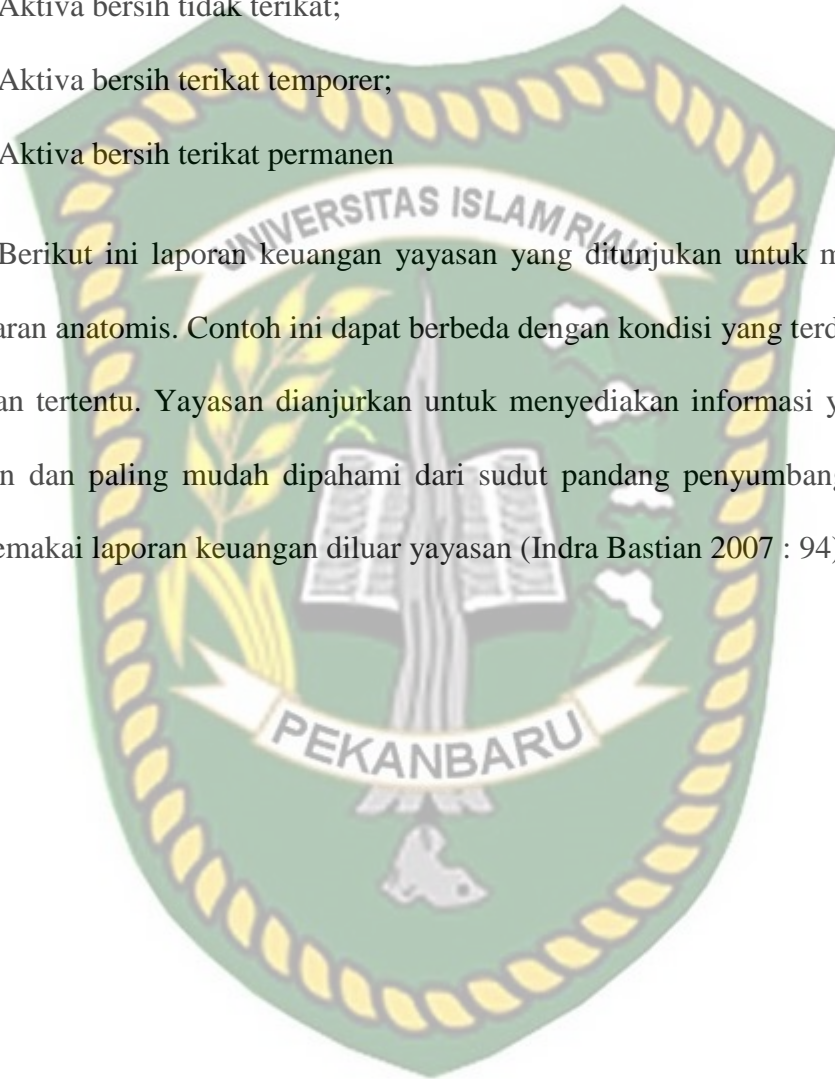 Aktiva bersih tidak terikat;
Aktiva bersih terikat temporer;
Aktiva bersih terikat permanen
UNIVERSITAS ISLAM RIAU
Berikut ini laporan keuangan yayasan yang ditunjukan untuk m
aran anatomis. Contoh ini dapat berbeda dengan kondisi yang terd
an tertentu. Yayasan dianjurkan untuk menyediakan informasi y
n dan paling mudah dipahami dari sudut pandang penyumbang
emakai laporan keuangan diluar yayasan (Indra Bastian 2007 : 94)
PEKANBARU